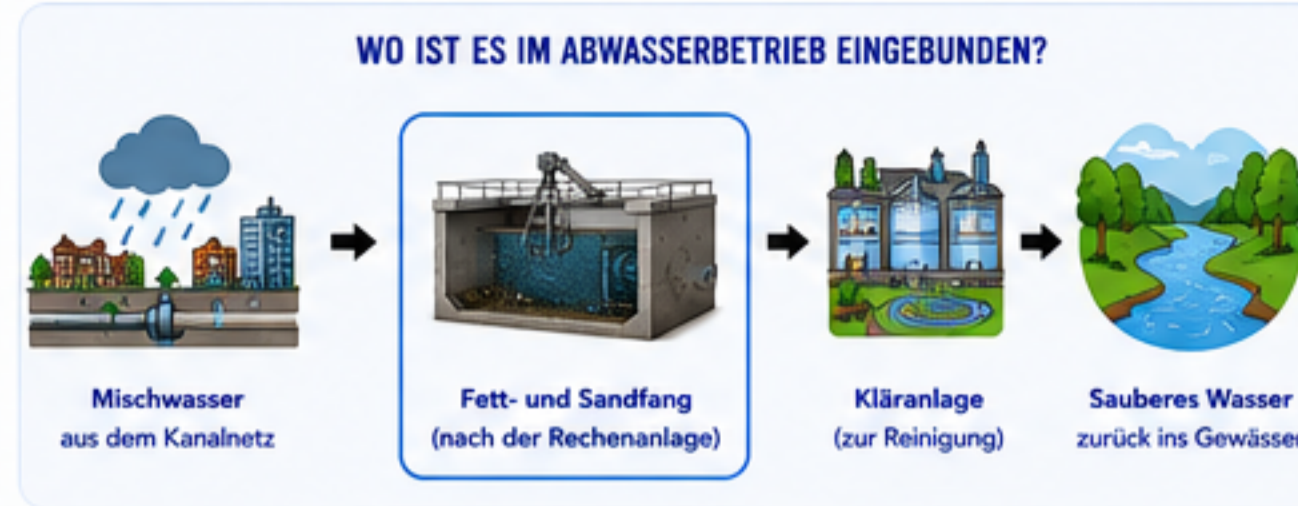 WO IST ES IM ABWASSERBETRIEB EINGEBUNDEN?
Mischwasser
aus dem Kanalnetz
Fett- und Sandfang
(nach der Rechenanlage)
Kläranlage
(zur Reinigung)
Sauberes Wasser
zurück ins Gewässer